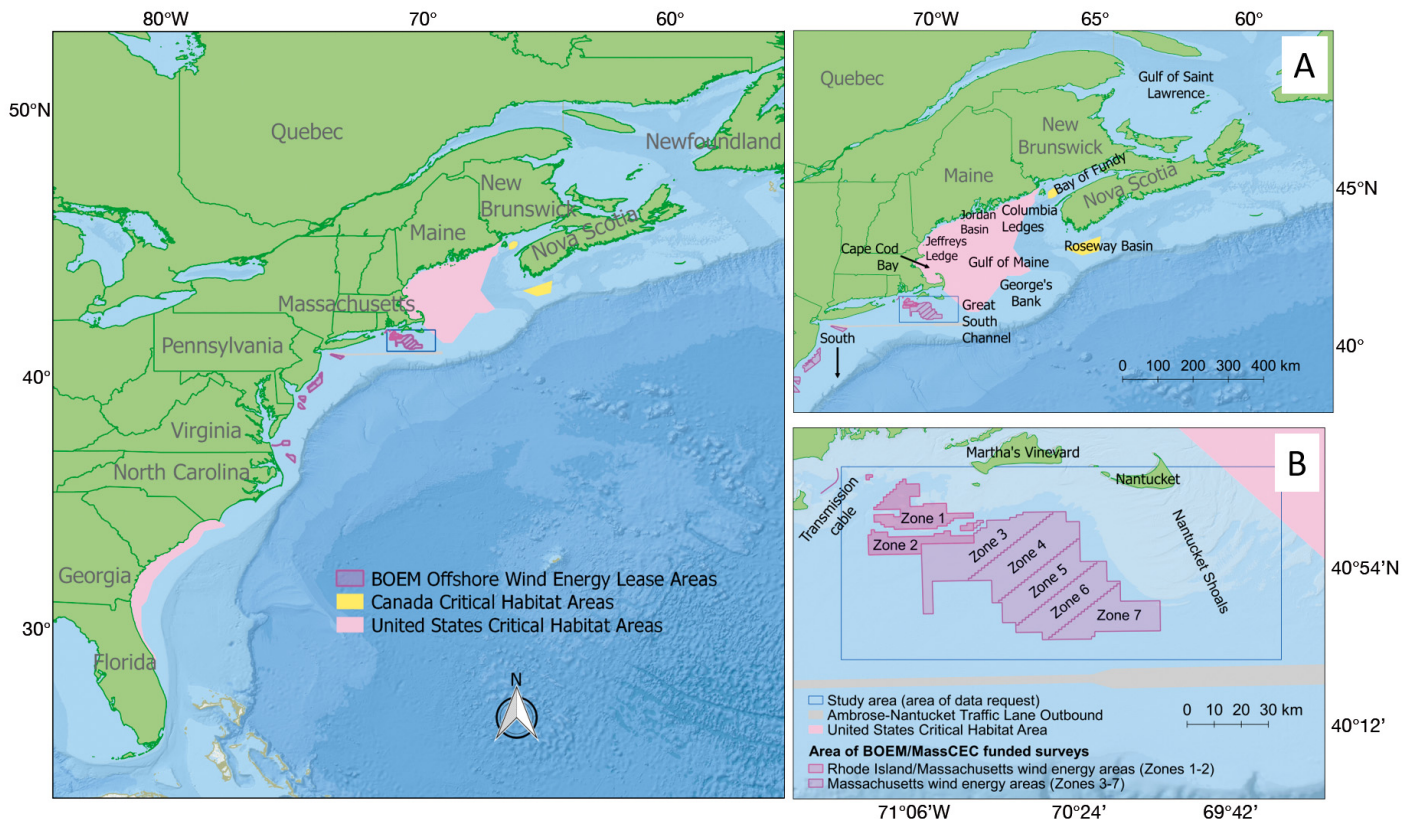 80°W
70°
60°
50°N
40°
30°
Quebec
Newfoundland
New
Brunswick
Maine
Nova Scotia
Massachusetts
Pennsylvania
Virginia
North Carolina
Georgia
Florida
BOEM Offshore Wind Energy Lease Areas
Canada Critical Habitat Areas
United States Critical Habitat Areas
N
70°W
65°
60°
A
Quebec
Gulf of Saint
Lawrence
New
Brunswick
Maine
Bay of Fundy
Nova Scotia
45°N
Jordan
Basin
Columbia
Ledges
Jeffreys
Ledge
Roseway Basin
Cape Cod
Bay
Gulf of Maine
George's
Bank
Great
South
Channel
South
40°
0 100 200 300 400 km
B
Martha's Vinevard
Nantucket
Transmission
cable
Zone 1
Zone 2
Zone 3
Zone 4
Zone 5
Zone 6
Zone 7
Nantucket Shoals
40°54’N
Study area (area of data request)
Ambrose-Nantucket Traffic Lane Outbound
United States Critical Habitat Area
0 10 20 30 km
40°12’
Area of BOEM/MassCEC funded surveys
Rhode Island/Massachusetts wind energy areas (Zones 1-2)
Massachusetts wind energy areas (Zones 3-7)
71°06’W
70°24’
69°42’